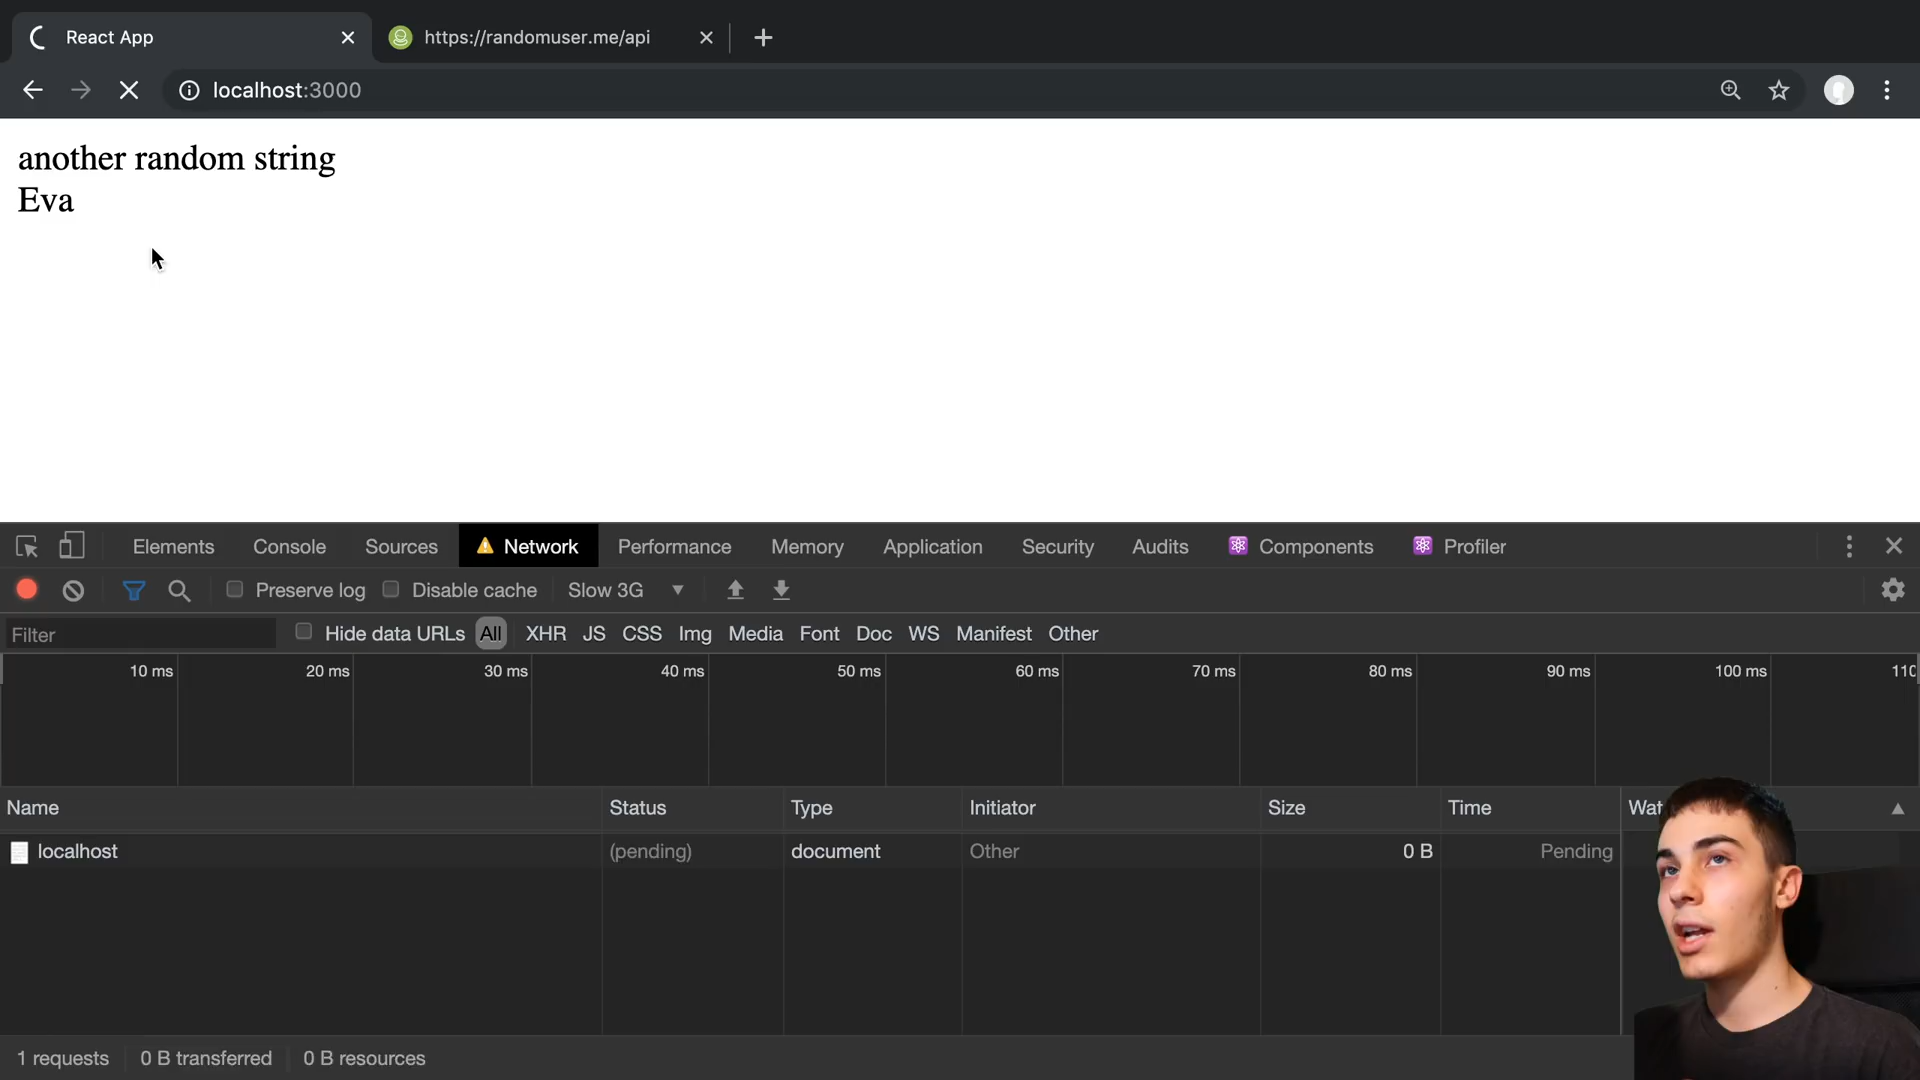 React App
https://randomuser.me/api
localhost:3000
another random string
Eva
Elements Console Sources Network Performance Memory Application Security Audits Components Profiler
Preserve log Disable cache Slow 3G
Filter Hide data URLs All XHR JS CSS Img Media Font Doc WS Manifest Other
10 ms 20 ms 30 ms 40 ms 50 ms 60 ms 70 ms 80 ms 90 ms 100 ms 110
Name Status Type Initiator Size Time Wat
localhost (pending) document Other 0 B Pending
1 requests 0 B transferred 0 B resources